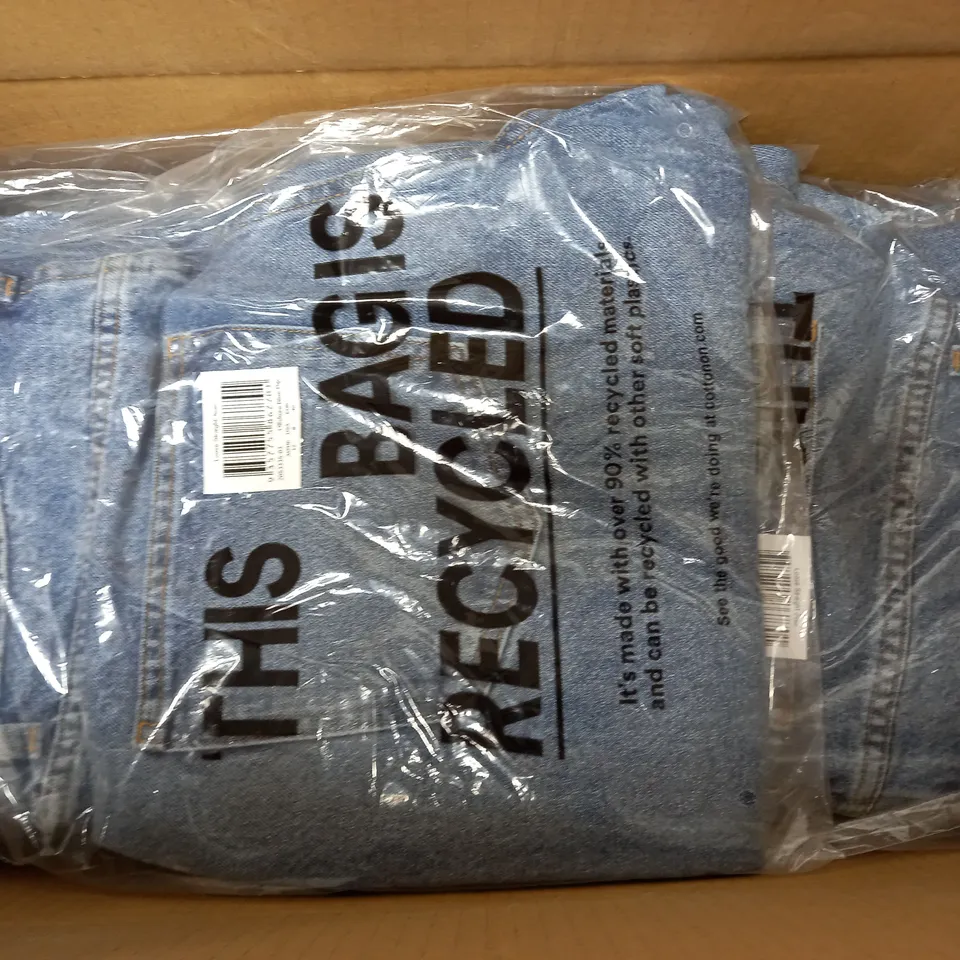 THIS BAG IS
RECYCLED
It's made with over 90% recycled materials
and can be recycled with other soft plastics.
See the good we're doing at cottonon.com